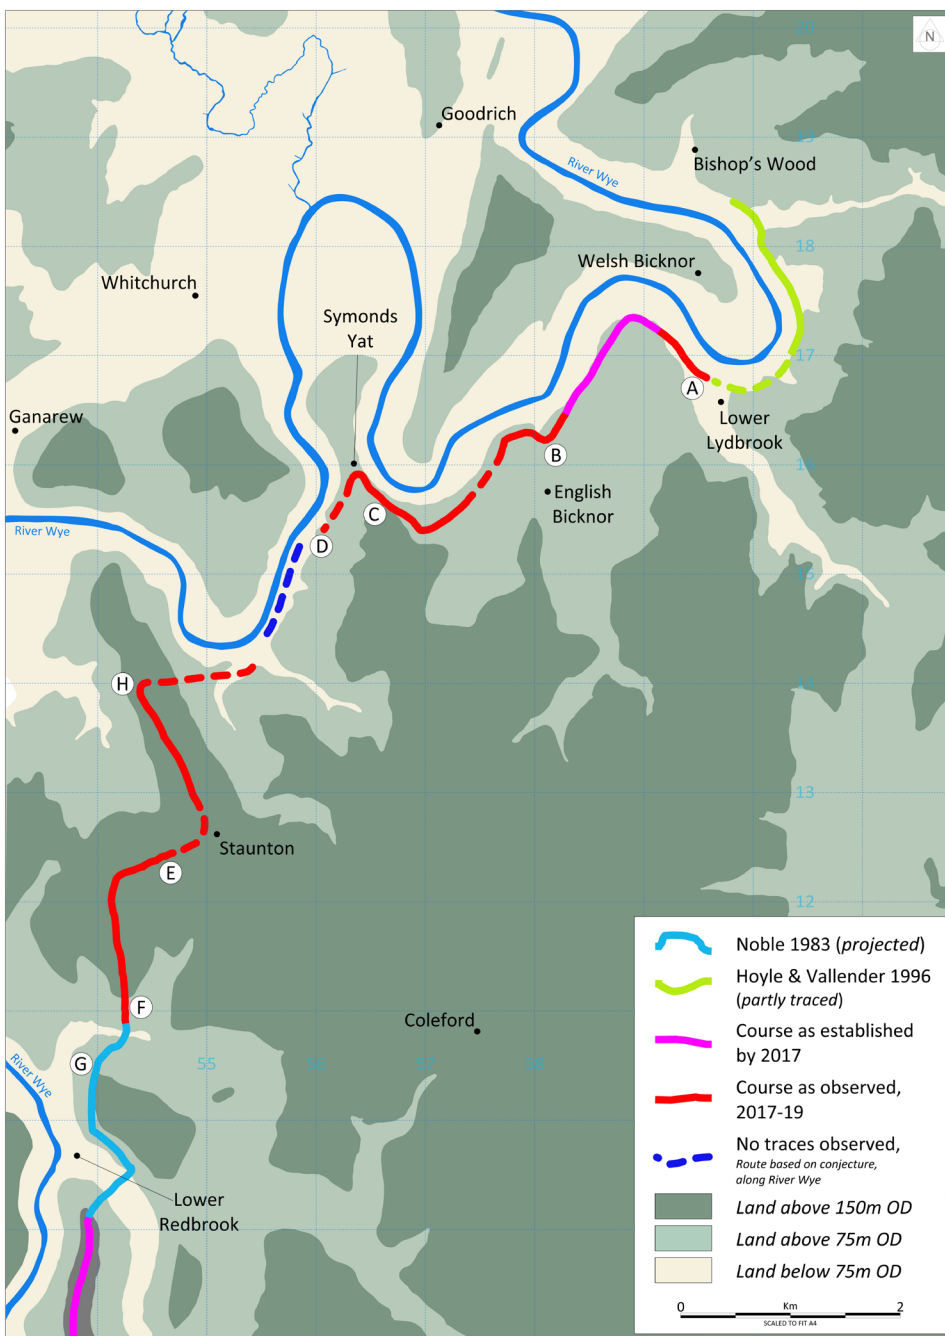 N
20
Goodrich
19
Bishop's Wood
River Wye
18
Welsh Bicknor
Whitchurch
Symonds
Yat
17
A
Ganarew
Lower
Lydbrook
B
English
Bicknor
C
River Wye
D
15
H
13
Staunton
E
12
F
Coleford
G
55
56
57
58
River Wye
Lower
Redbrook
Noble 1983 (projected)
Hoyle & Vallender 1996
(partly traced)
Course as established
by 2017
Course as observed,
2017-19
No traces observed,
Route based on conjecture,
along River Wye
Land above 150m OD
Land above 75m OD
Land below 75m OD
0
Km
2
SCALED TO FIT A4